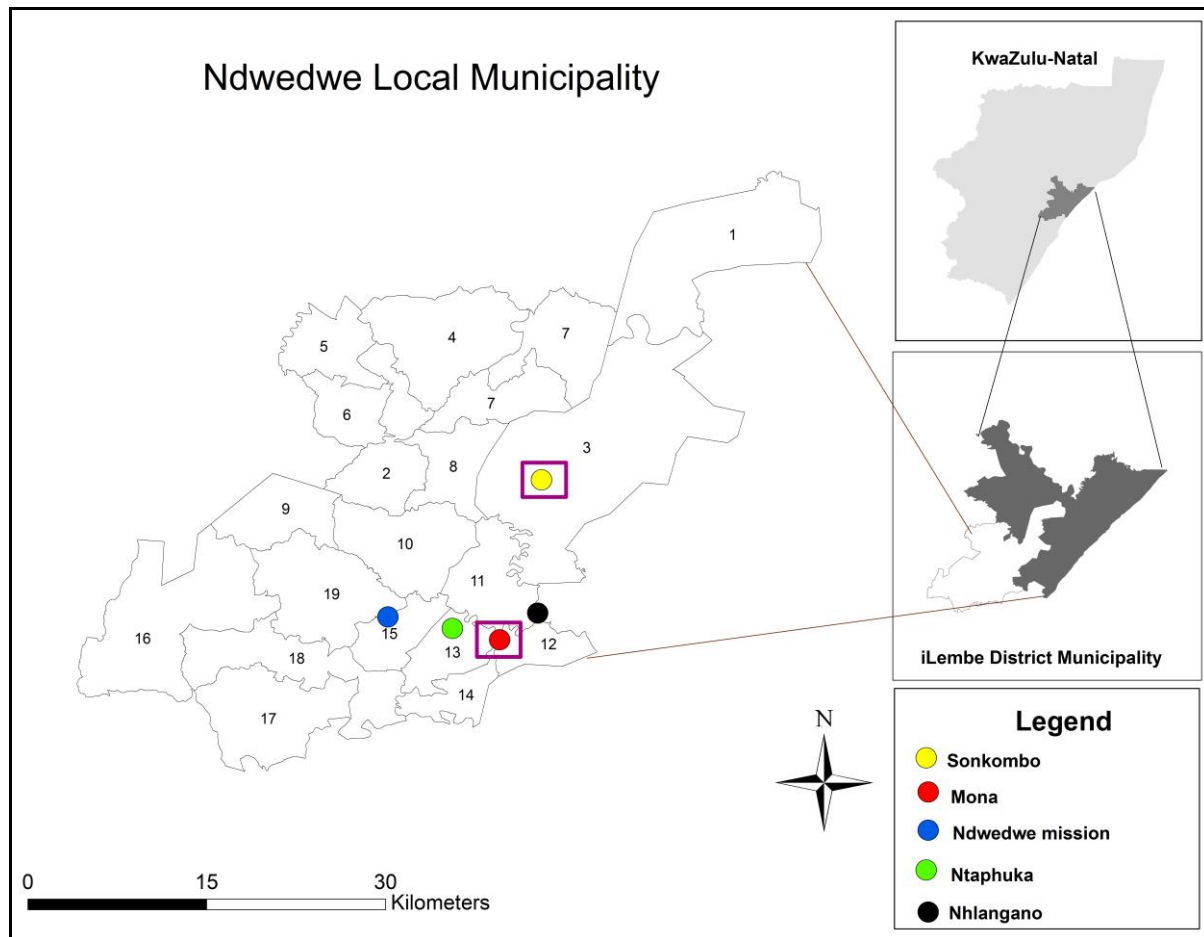 Ndwedwe Local Municipality
KwaZulu-Natal
1
5
4
7
7
6
3
2
8
9
10
11
19
16
15
12
13
18
14
17
iLembe District Municipality
N
Legend
Sonkombo
Mona
Ndwedwe mission
Ntaphuka
Nhlangano
0 15 30
Kilometers